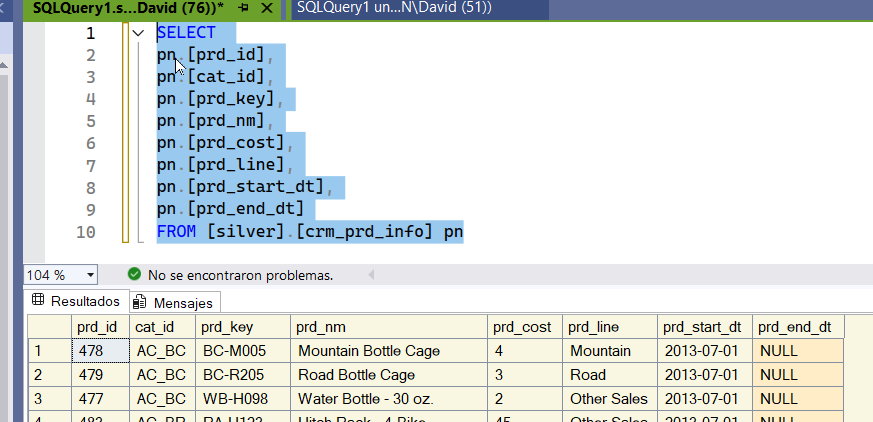 SQLQuery1.s...David (76))* SQLQuery1 un...N\David (51))
1 SELECT
2 pn.[prd_id],
3 pn.[cat_id],
4 pn.[prd_key],
5 pn.[prd_nm],
6 pn.[prd_cost],
7 pn.[prd_line],
8 pn.[prd_start_dt],
9 pn.[prd_end_dt]
10 FROM [silver].[crm_prd_info] pn
104 % No se encontraron problemas.
Resultados Mensajes
prd_id cat_id prd_key prd_nm prd_cost prd_line prd_start_dt prd_end_dt
1 478 AC_BC BC-M005 Mountain Bottle Cage 4 Mountain 2013-07-01 NULL
2 479 AC_BC BC-R205 Road Bottle Cage 3 Road 2013-07-01 NULL
3 477 AC_BC WB-H098 Water Bottle - 30 oz. 2 Other Sales 2013-07-01 NULL
4 483 AC_BR RA-H123 Hitch Rack - 4-Bike 45 Other Sales 2013-07-01 NULL